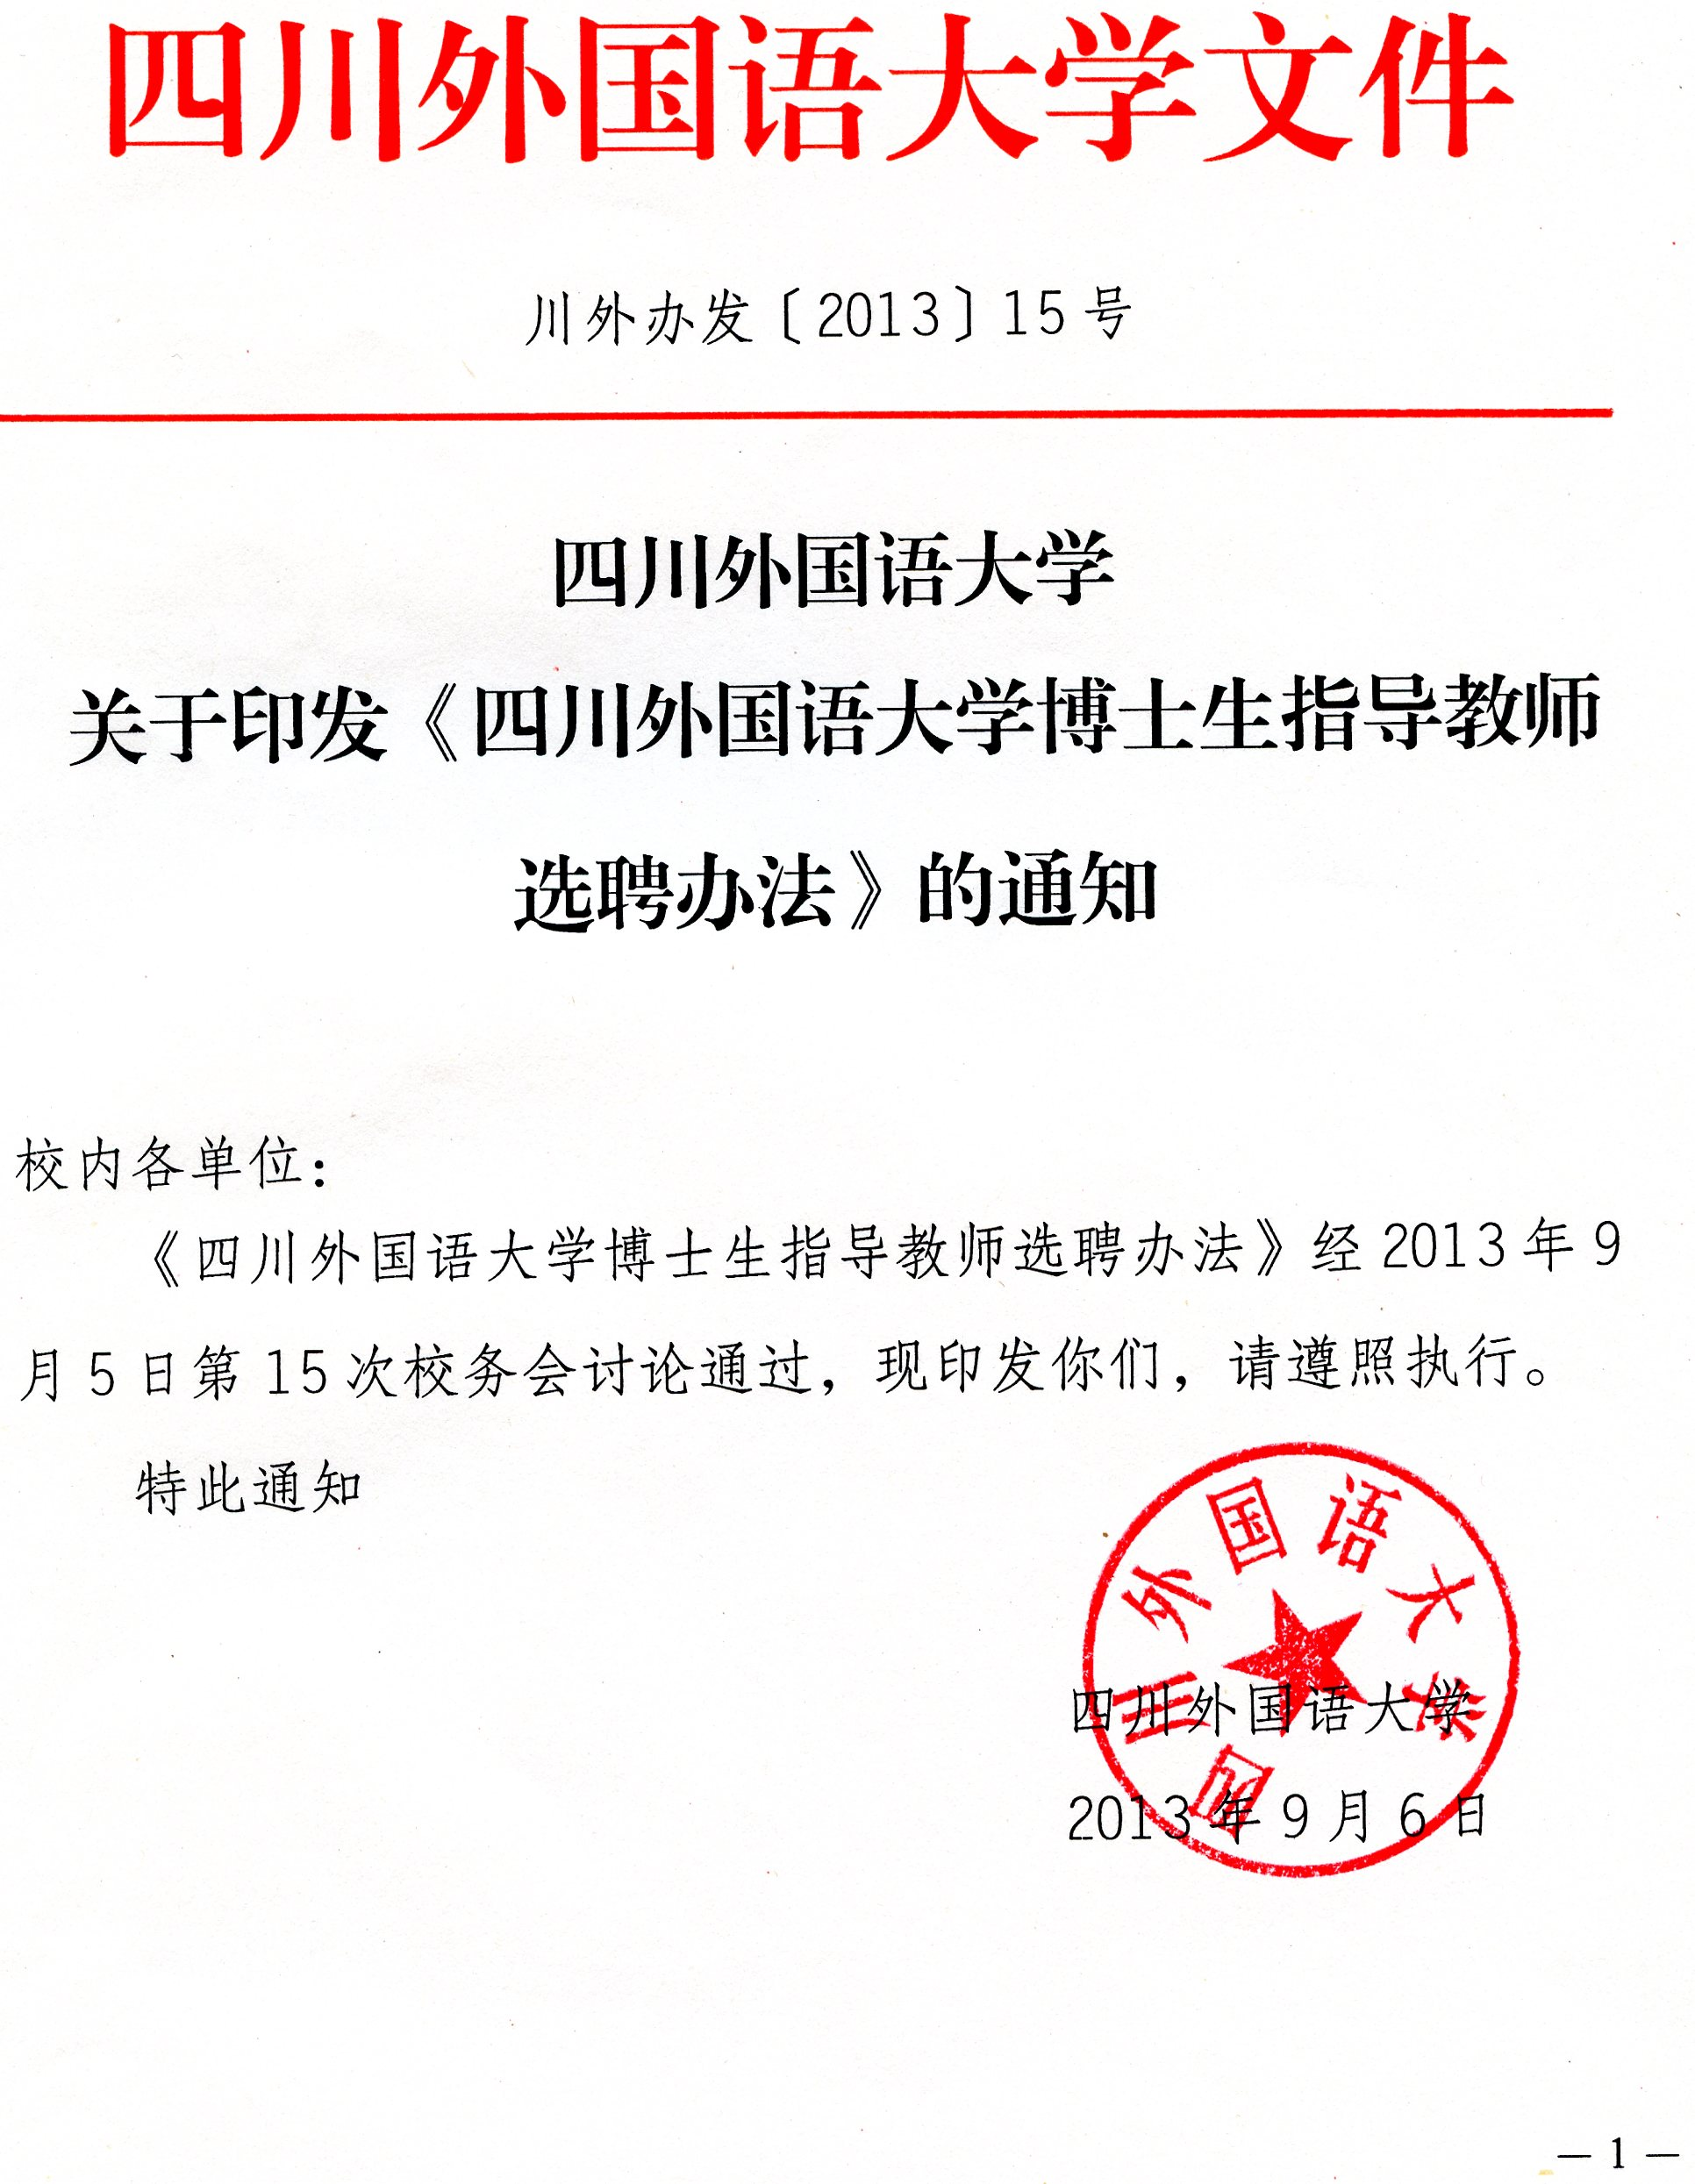 四川外国语大学文件
川外办发〔2013〕15号
四川外国语大学
关于印发《四川外国语大学博士生指导教师
选聘办法》的通知
校内各单位：
《四川外国语大学博士生指导教师选聘办法》经2013年9
月5日第15次校务会讨论通过，现印发你们，请遵照执行。
特此通知
四川外国语大学
四川外国语大学
2013年9月6日
— 1 —